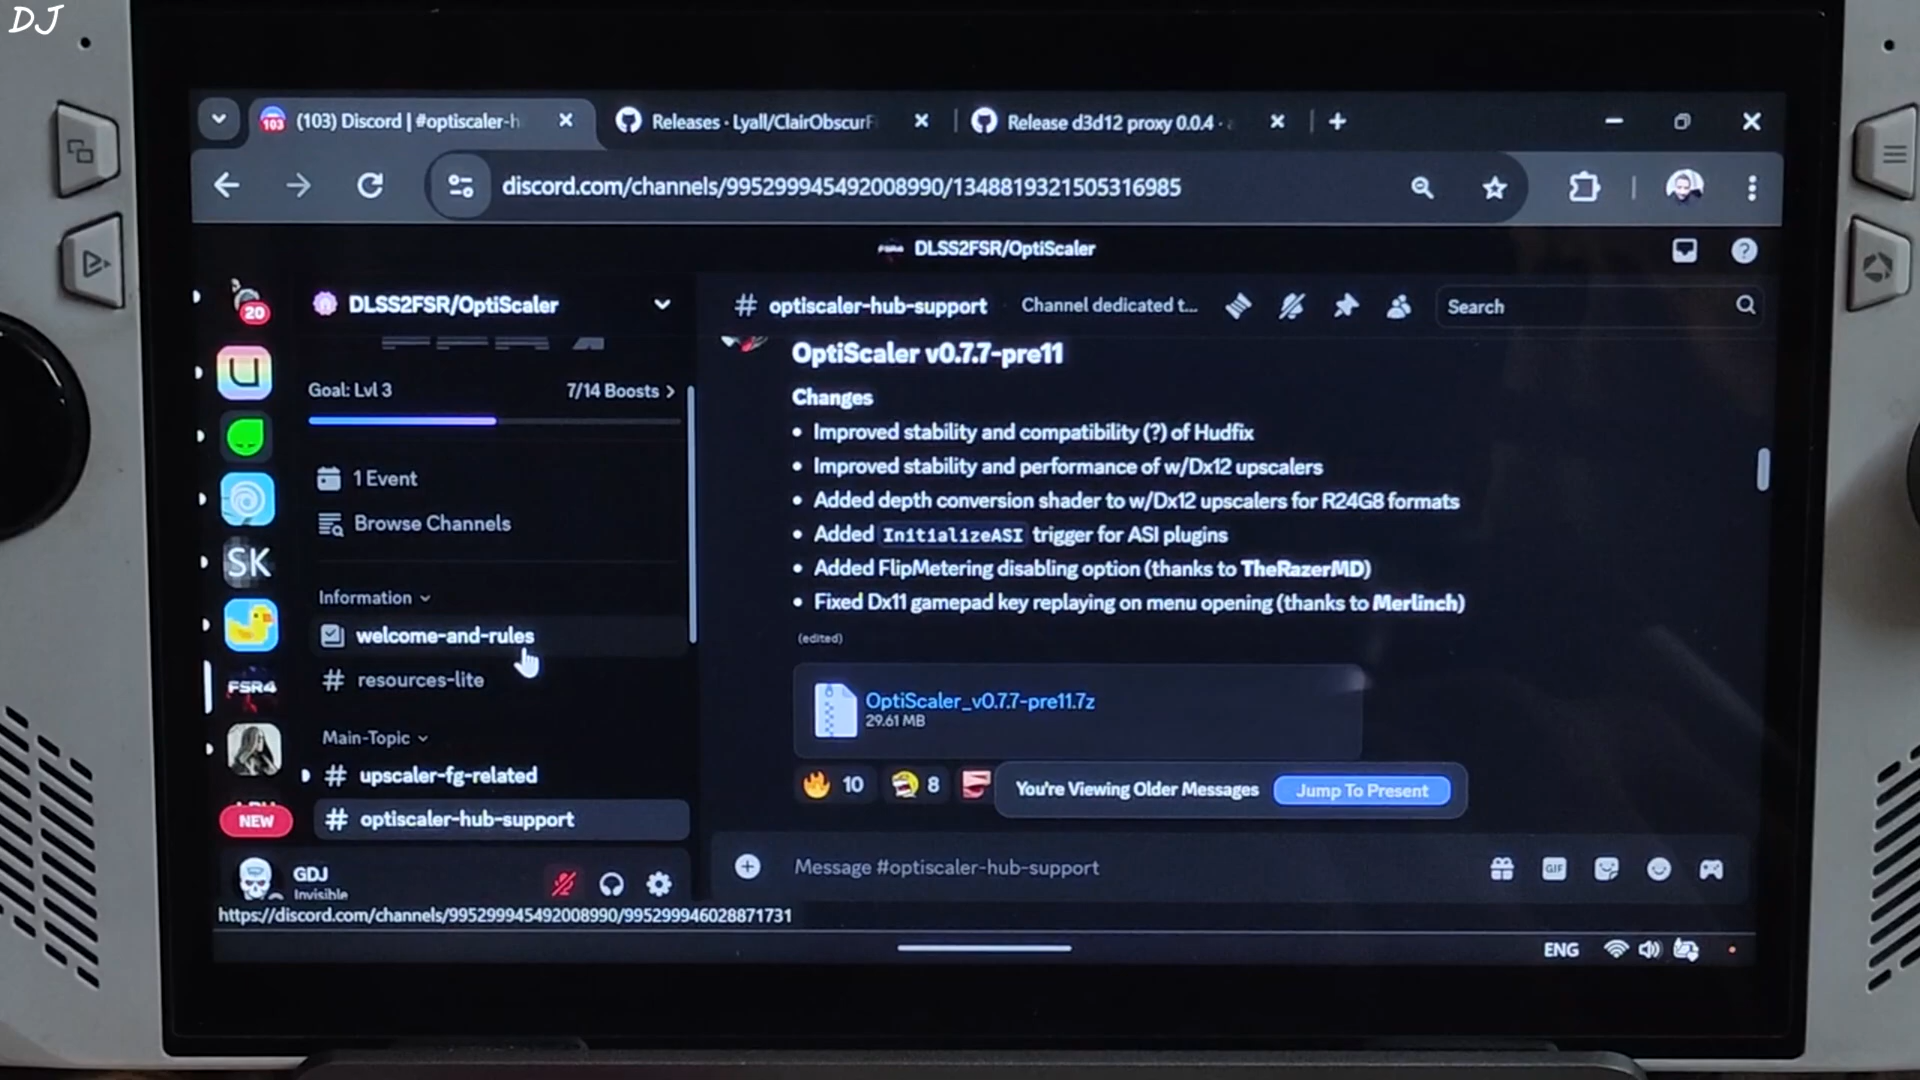 DJ
103
(103) Discord | #optiscaler-h
Releases · Lyall/ClairObscurF
Release d3d12 proxy 0.0.4 ·
discord.com/channels/995299945492008990/1348819321505316985
DLSS2FSR/OptiScaler
20
DLSS2FSR/OptiScaler
# optiscaler-hub-support
Channel dedicated t...
Search
Goal: Lvl 3
7/14 Boosts >
1 Event
Browse Channels
Information
welcome-and-rules
# resources-lite
Main-Topic
# upscaler-fg-related
# optiscaler-hub-support
U
SK
FSR4
NEW
GDJ
Invisible
OptiScaler v0.7.7-pre11
Changes
• Improved stability and compatibility (?) of Hudfix
• Improved stability and performance of w/Dx12 upscalers
• Added depth conversion shader to w/Dx12 upscalers for R24G8 formats
• Added InitializeASI trigger for ASI plugins
• Added FlipMetering disabling option (thanks to TheRazerMD)
• Fixed Dx11 gamepad key replaying on menu opening (thanks to Merlinch)
(edited)
OptiScaler_v0.7.7-pre11.7z
29.61 MB
10
8
You're Viewing Older Messages
Jump To Present
Message #optiscaler-hub-support
GIF
https://discord.com/channels/995299945492008990/995299946028871731
ENG